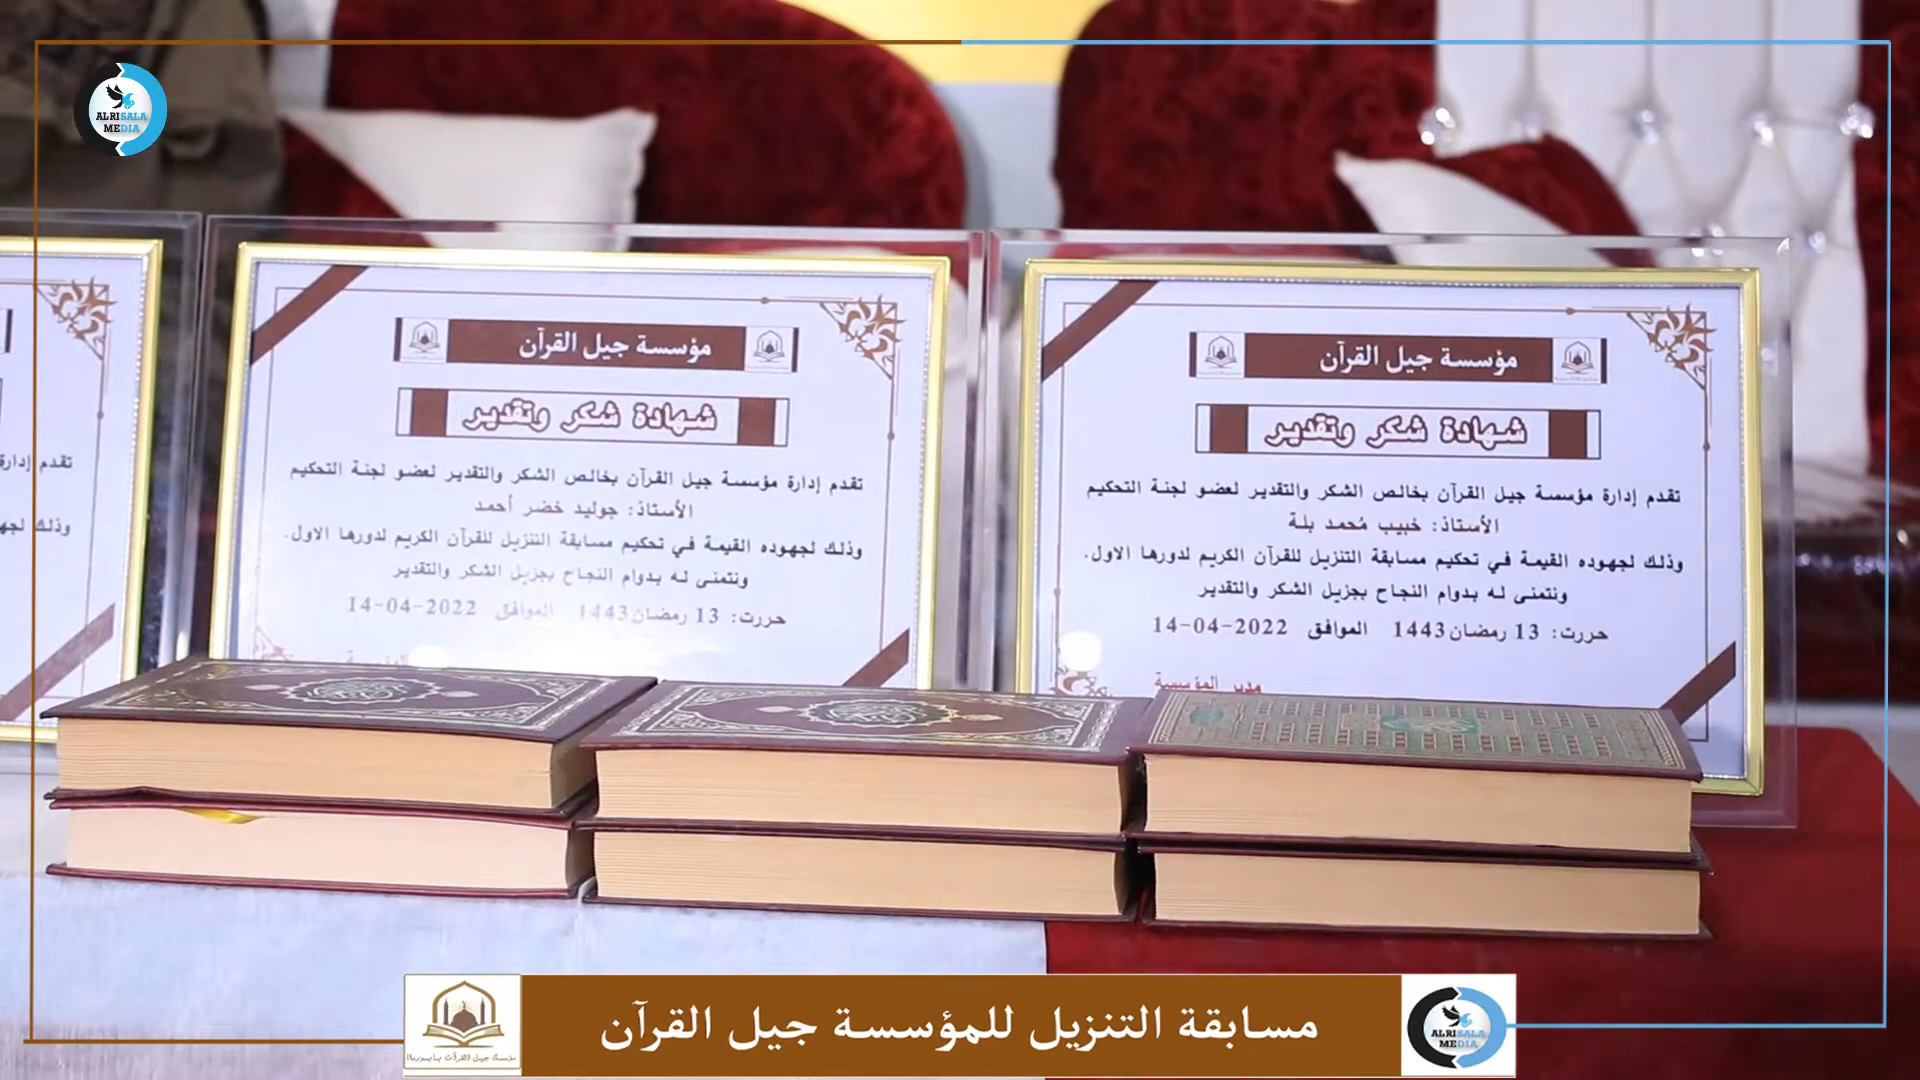 ALRISALA
MEDIA
مؤسسة جيل القرآن
شهادة شكر وتقدير
تقدم إدارة مؤسسة جيل القرآن بخالص الشكر والتقدير لعضو لجنة التحكيم
الأستاذ: خبيب مُحمد بلة
وذلك لجهوده القيمة في تحكيم مسابقة التنزيل للقرآن الكريم لدورها الاول.
ونتمنى له بدوام النجاح بجزيل الشكر والتقدير
حررت: 13 رمضان 1443 الموافق 14-04-2022
مدير المؤسسة
مؤسسة جيل القرآن
شهادة شكر وتقدير
تقدم إدارة مؤسسة جيل القرآن بخالص الشكر والتقدير لعضو لجنة التحكيم
الأستاذ: جوليد خضر أحمد
وذلك لجهوده القيمة في تحكيم مسابقة التنزيل للقرآن الكريم لدورها الاول.
ونتمنى له بدوام النجاح بجزيل الشكر والتقدير
حررت: 13 رمضان 1443 الموافق 14-04-2022
تقدم إدارة
وذلك
مسابقة التنزيل للمؤسسة جيل القرآن
ALRISALA
MEDIA